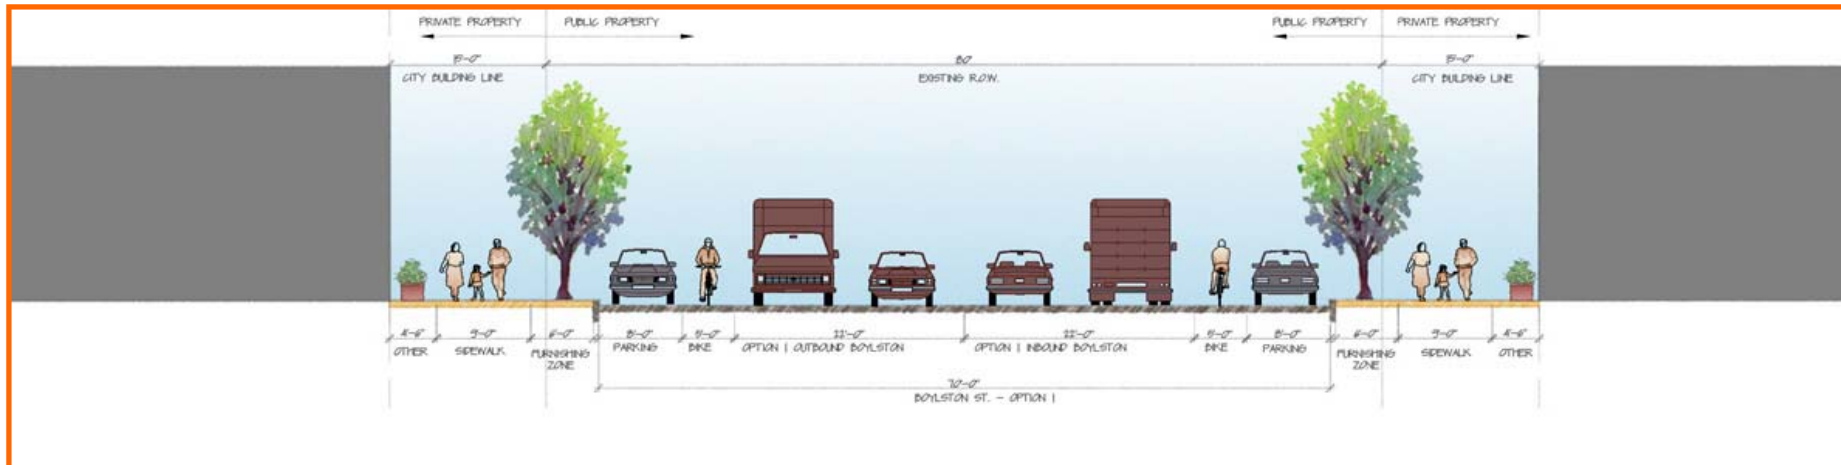 PRIVATE PROPERTY PUBLIC PROPERTY PUBLIC PROPERTY PRIVATE PROPERTY
15'-0" 80' 15'-0"
CITY BUILDING LINE EXISTING R.O.W. CITY BUILDING LINE
4'-6" 9'-0" 6'-0" 8'-0" 5'-0" 22'-0" 22'-0" 5'-0" 8'-0" 6'-0" 9'-0" 4'-6"
OTHER SIDEWALK FURNISHING ZONE PARKING BIKE OPTION 1 OUTBOUND BOYLSTON OPTION 1 INBOUND BOYLSTON BIKE PARKING FURNISHING ZONE SIDEWALK OTHER
70'-0"
BOYLSTON ST. - OPTION 1